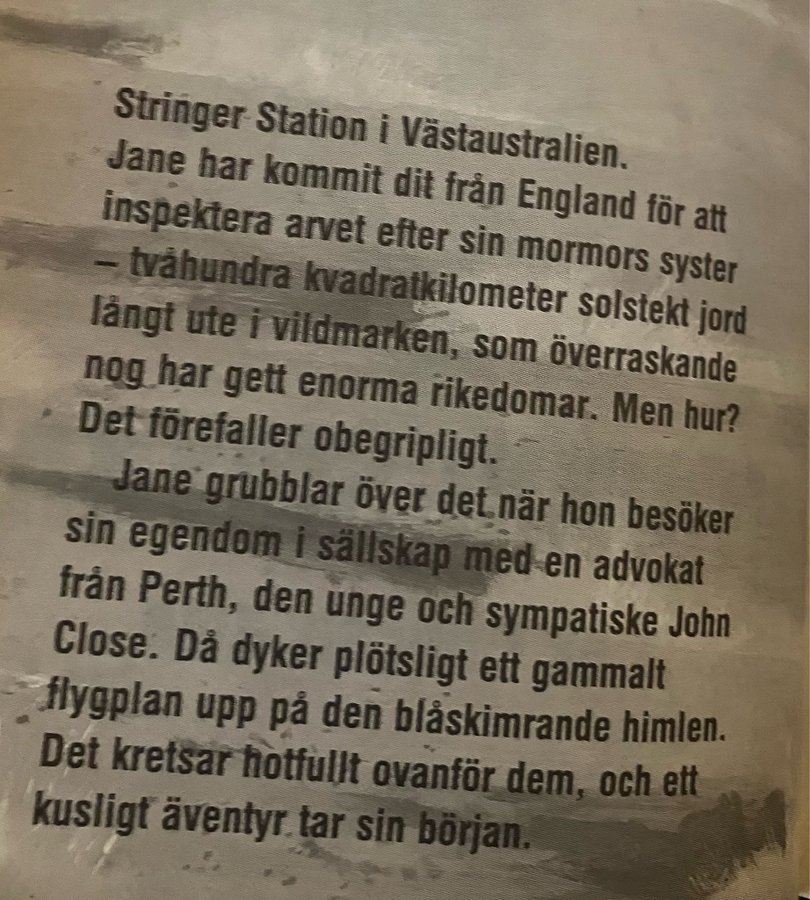 Stringer Station i Västaustralien.
Jane har kommit dit från England för att
inspektera arvet efter sin mormors syster
– tvåhundra kvadratkilometer solstekt jord
långt ute i vildmarken, som överraskande
nog har gett enorma rikedomar. Men hur?
Det förefaller obegripligt.
Jane grubblar över det när hon besöker
sin egendom i sällskap med en advokat
från Perth, den unge och sympatiske John
Close. Då dyker plötsligt ett gammalt
flygplan upp på den blåskimrande himlen.
Det kretsar hotfullt ovanför dem, och ett
kusligt äventyr tar sin början.